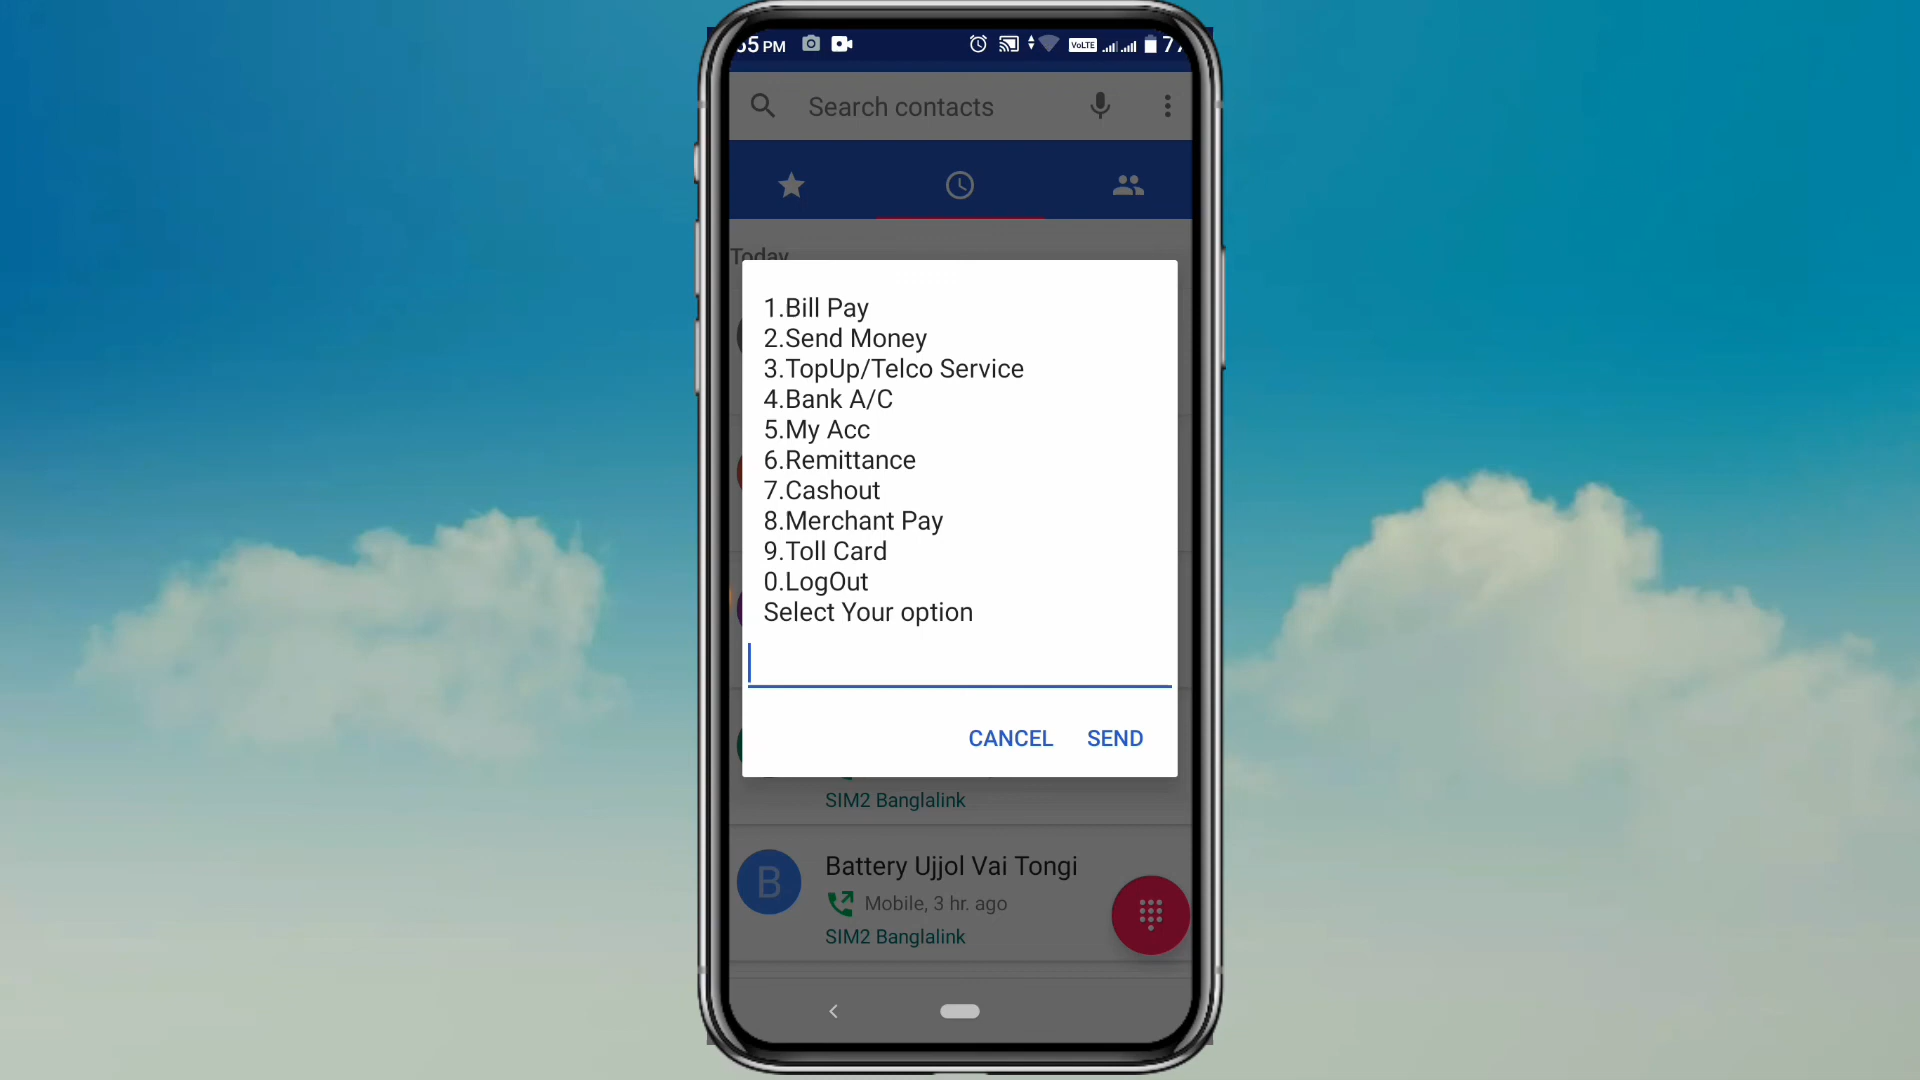 PM
VoLTE
Search contacts
Today
1.Bill Pay
2.Send Money
3.TopUp/Telco Service
4.Bank A/C
5.My Acc
6.Remittance
7.Cashout
8.Merchant Pay
9.Toll Card
0.LogOut
Select Your option
CANCEL SEND
SIM2 Banglalink
B
Battery Ujjol Vai Tongi
Mobile, 3 hr. ago
SIM2 Banglalink